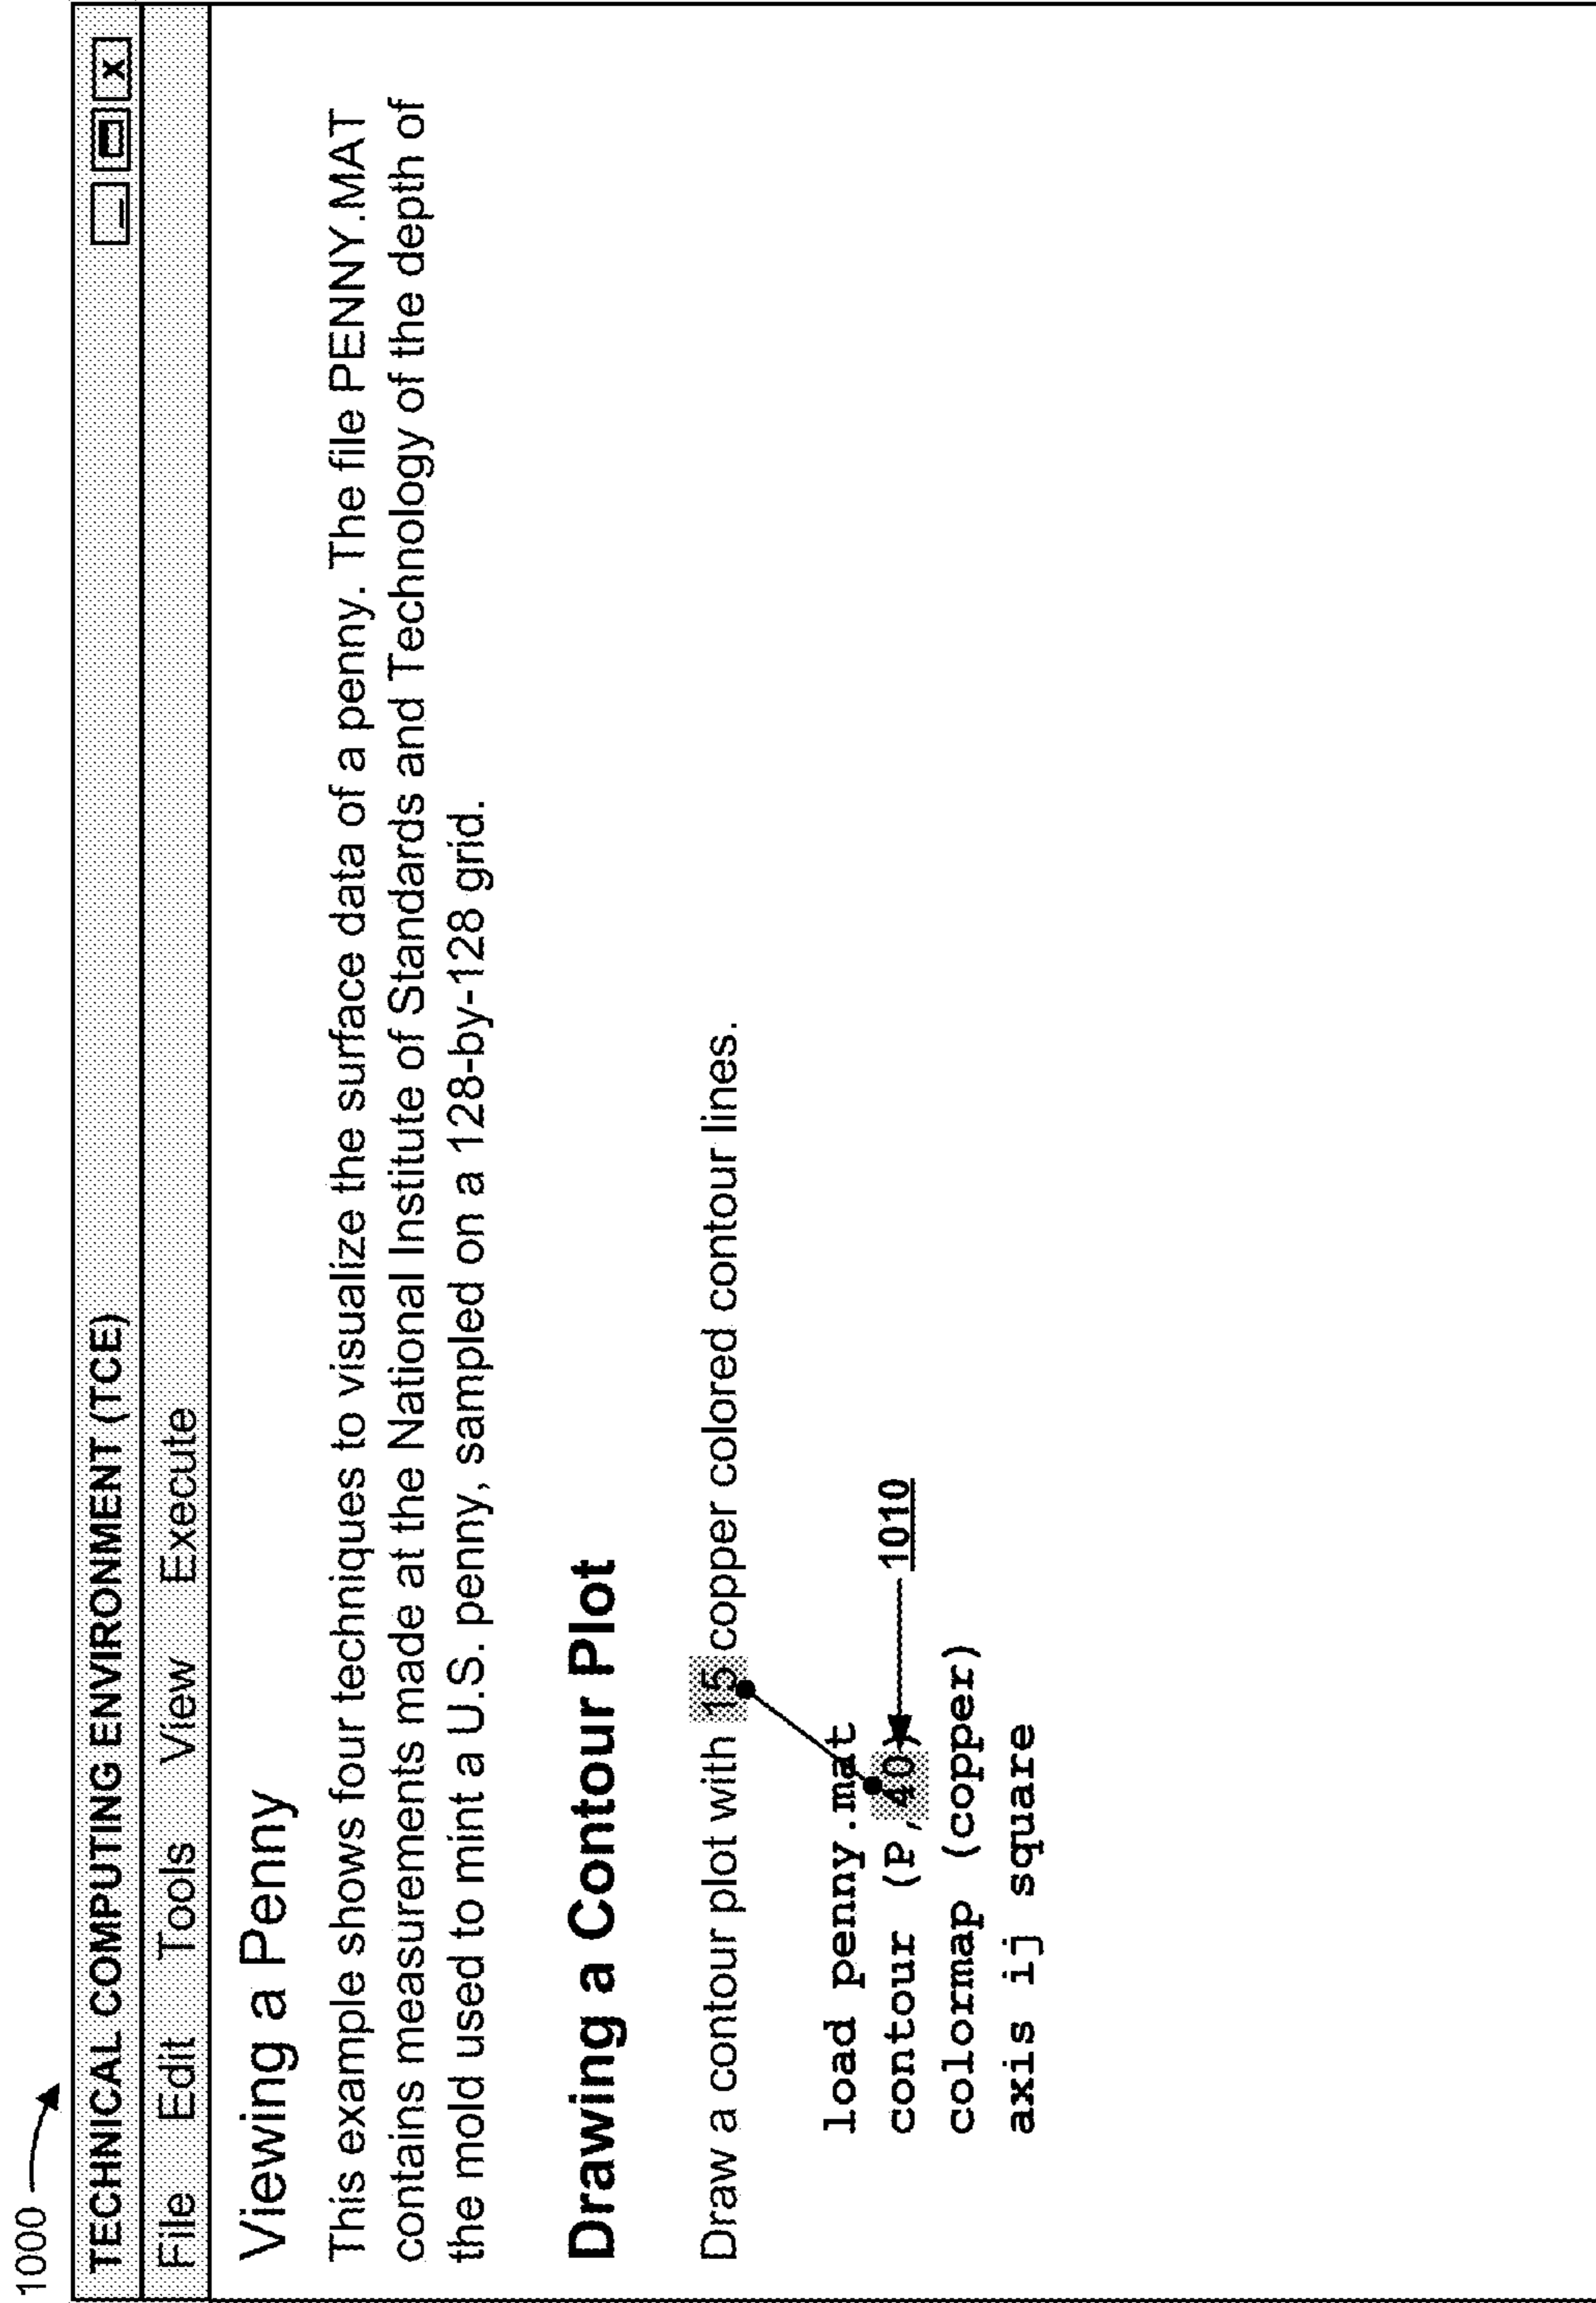 1000
TECHNICAL COMPUTING ENVIRONMENT (TCE) _ X
File Edit Tools View Execute
Viewing a Penny
This example shows four techniques to visualize the surface data of a penny. The file PENNY.MAT
contains measurements made at the National Institute of Standards and Technology of the depth of
the mold used to mint a U.S. penny, sampled on a 128-by-128 grid.
Drawing a Contour Plot
Draw a contour plot with 15 copper colored contour lines.
load penny.mat
contour (P,40) 1010
colormap (copper)
axis ij square